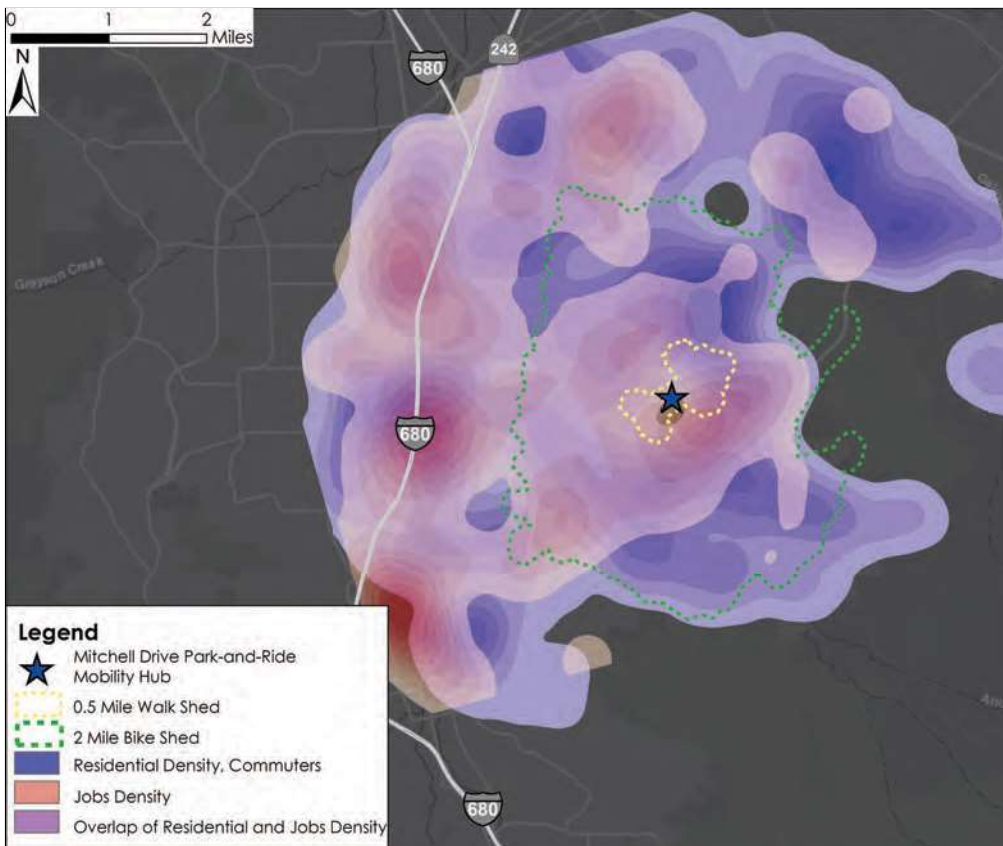 0 1 2
Miles
N
680
242
Grayson Creek
680
680
Legend
Mitchell Drive Park-and-Ride
Mobility Hub
0.5 Mile Walk Shed
2 Mile Bike Shed
Residential Density, Commuters
Jobs Density
Overlap of Residential and Jobs Density